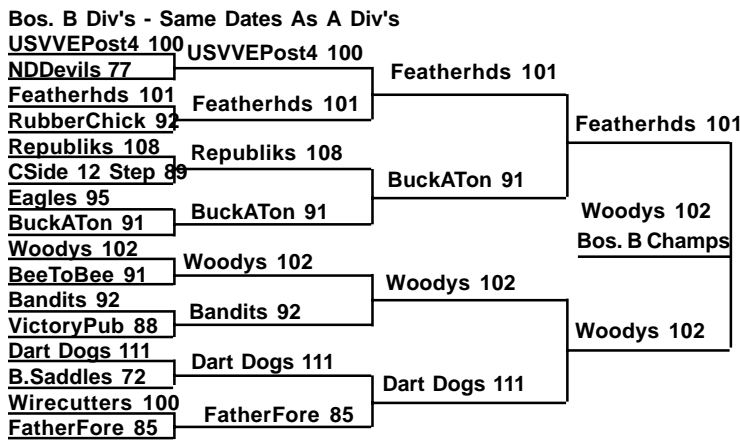 Bos. B Div's - Same Dates As A Div's
USVVEPost4 100
NDDevils 77
Featherhds 101
RubberChick 92
Republiks 108
CSide 12 Step 89
Eagles 95
BuckATon 91
Woodys 102
BeeToBee 91
Bandits 92
VictoryPub 88
Dart Dogs 111
B.Saddles 72
Wirecutters 100
FatherFore 85
USVVEPost4 100
Featherhds 101
Republiks 108
BuckATon 91
Woodys 102
Bandits 92
Dart Dogs 111
FatherFore 85
Featherhds 101
BuckATon 91
Woodys 102
Dart Dogs 111
Featherhds 101
Woodys 102
Woodys 102
Bos. B Champs